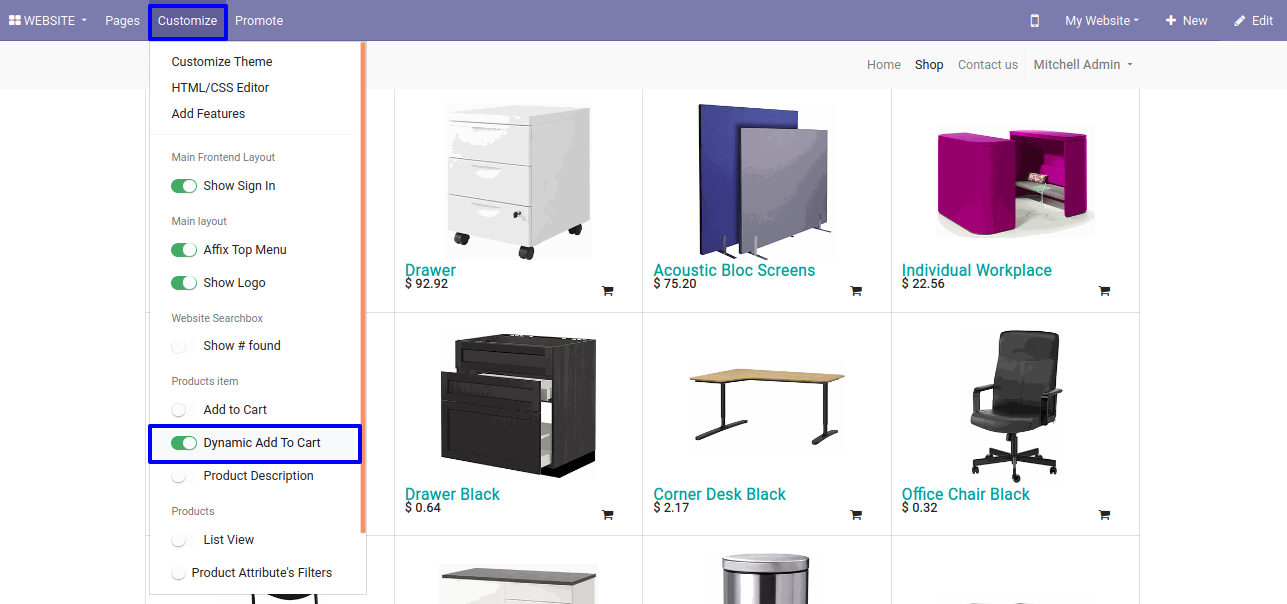 WEBSITE Pages Customize Promote My Website New Edit
Home Shop Contact us Mitchell Admin
Customize Theme
HTML/CSS Editor
Add Features
Main Frontend Layout
Show Sign In
Main layout
Affix Top Menu
Show Logo
Website Searchbox
Show # found
Products item
Add to Cart
Dynamic Add To Cart
Product Description
Products
List View
Product Attribute's Filters
Drawer
$ 92.92
Acoustic Bloc Screens
$ 75.20
Individual Workplace
$ 22.56
Drawer Black
$ 0.64
Corner Desk Black
$ 2.17
Office Chair Black
$ 0.32